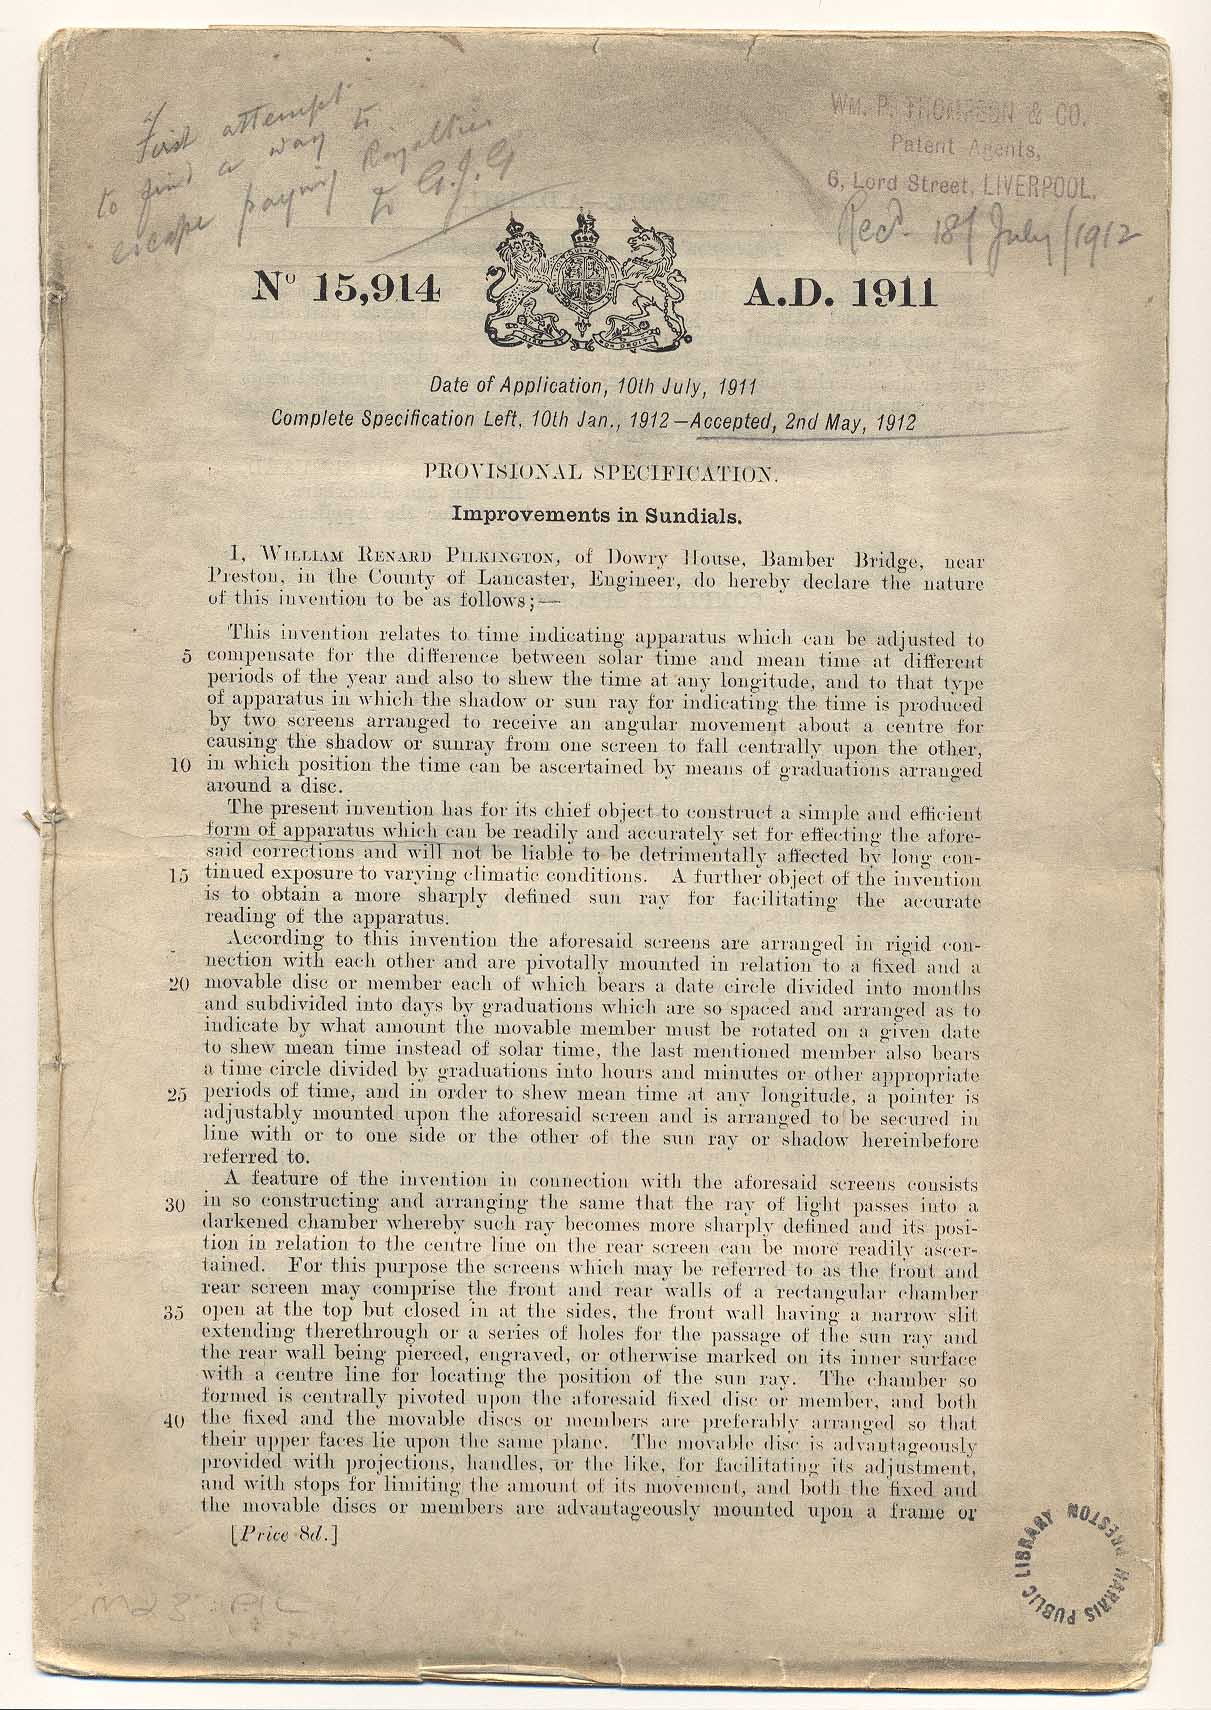 First attempt
to find a way to
escape paying Royalties
to G.J.G
WM. P. THOMPSON & CO.
Patent Agents,
6, Lord Street, LIVERPOOL.
Recd. 18/July/1912
No 15,914
A.D. 1911
Date of Application, 10th July, 1911
Complete Specification Left, 10th Jan., 1912—Accepted, 2nd May, 1912
PROVISIONAL SPECIFICATION.
Improvements in Sundials.
I, WILLIAM RENARD PILKINGTON, of Dowry House, Bamber Bridge, near
Preston, in the County of Lancaster, Engineer, do hereby declare the nature
of this invention to be as follows;—
This invention relates to time indicating apparatus which can be adjusted to
5 compensate for the difference between solar time and mean time at different
periods of the year and also to shew the time at any longitude, and to that type
of apparatus in which the shadow or sun ray for indicating the time is produced
by two screens arranged to receive an angular movement about a centre for
causing the shadow or sunray from one screen to fall centrally upon the other,
10 in which position the time can be ascertained by means of graduations arranged
around a disc.
The present invention has for its chief object to construct a simple and efficient
form of apparatus which can be readily and accurately set for effecting the afore-
said corrections and will not be liable to be detrimentally affected by long con-
15 tinued exposure to varying climatic conditions. A further object of the invention
is to obtain a more sharply defined sun ray for facilitating the accurate
reading of the apparatus.
According to this invention the aforesaid screens are arranged in rigid con-
nection with each other and are pivotally mounted in relation to a fixed and a
20 movable disc or member each of which bears a date circle divided into months
and subdivided into days by graduations which are so spaced and arranged as to
indicate by what amount the movable member must be rotated on a given date
to shew mean time instead of solar time, the last mentioned member also bears
a time circle divided by graduations into hours and minutes or other appropriate
25 periods of time, and in order to shew mean time at any longitude, a pointer is
adjustably mounted upon the aforesaid screen and is arranged to be secured in
line with or to one side or the other of the sun ray or shadow hereinbefore
referred to.
A feature of the invention in connection with the aforesaid screens consists
30 in so constructing and arranging the same that the ray of light passes into a
darkened chamber whereby such ray becomes more sharply defined and its posi-
tion in relation to the centre line on the rear screen can be more readily ascer-
tained. For this purpose the screens which may be referred to as the front and
rear screen may comprise the front and rear walls of a rectangular chamber
35 open at the top but closed in at the sides, the front wall having a narrow slit
extending therethrough or a series of holes for the passage of the sun ray and
the rear wall being pierced, engraved, or otherwise marked on its inner surface
with a centre line for locating the position of the sun ray. The chamber so
formed is centrally pivoted upon the aforesaid fixed disc or member, and both
40 the fixed and the movable discs or members are preferably arranged so that
their upper faces lie upon the same plane. The movable disc is advantageously
provided with projections, handles, or the like, for facilitating its adjustment,
and with stops for limiting the amount of its movement, and both the fixed and
the movable discs or members are advantageously mounted upon a frame or
[Price 8d.]
HARRIS PUBLIC LIBRARY PRESTON
M23 PIL